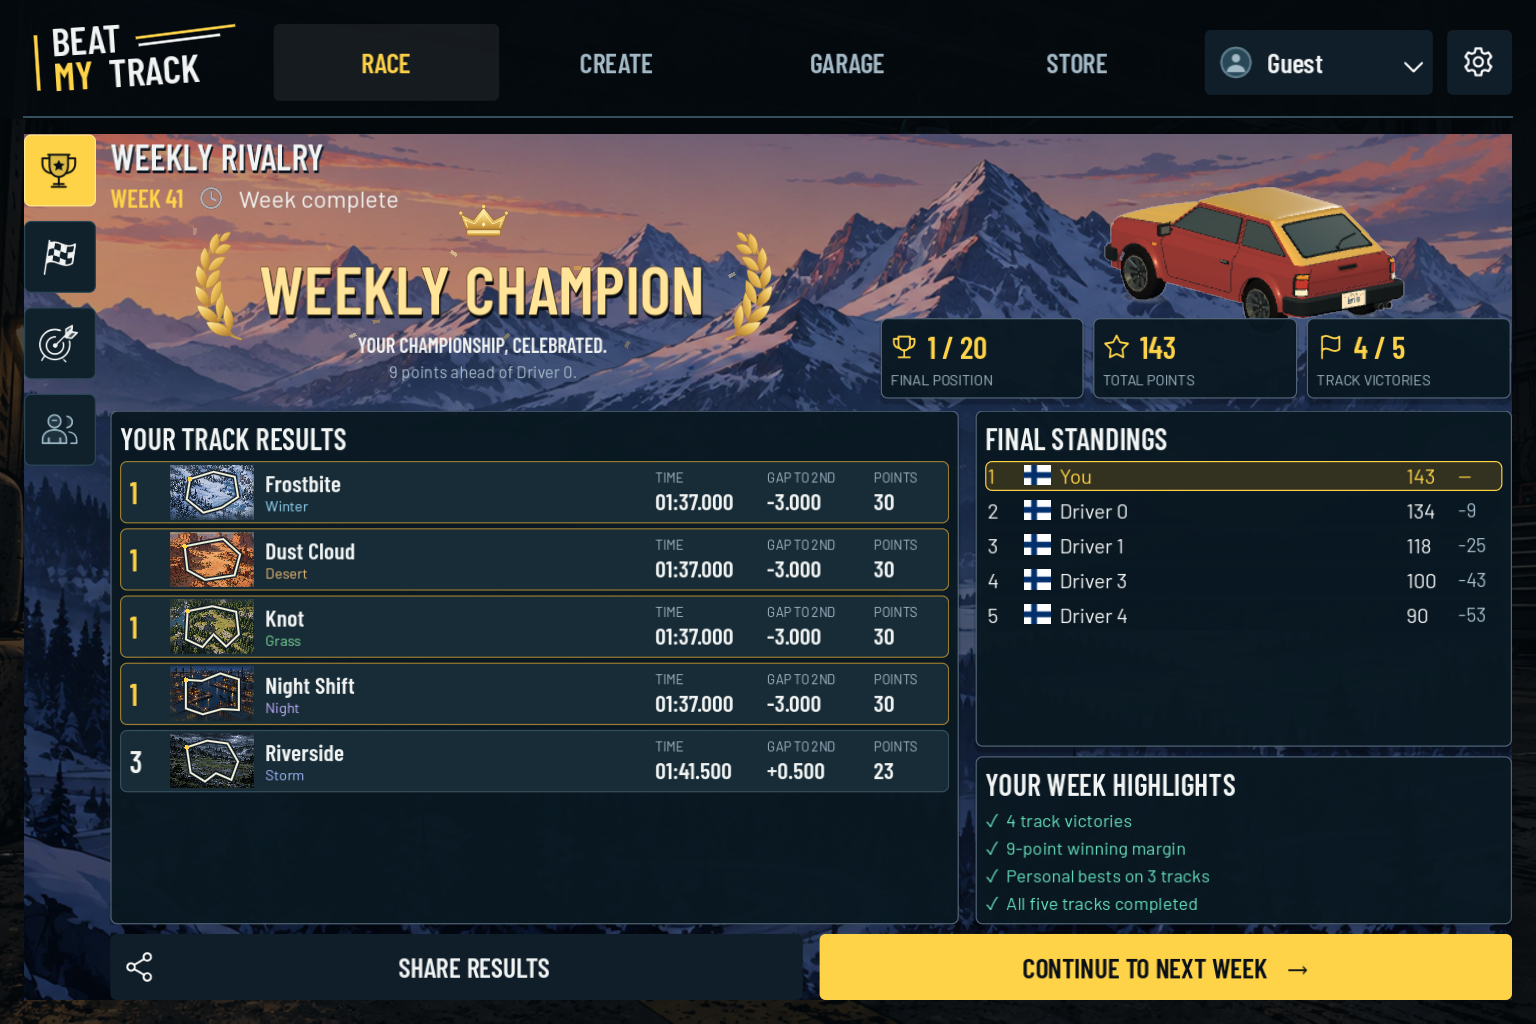 BEAT
MY TRACK
RACE
CREATE
GARAGE
STORE
Guest
WEEKLY RIVALRY
WEEK 41 Week complete
WEEKLY CHAMPION
YOUR CHAMPIONSHIP, CELEBRATED.
9 points ahead of Driver 0.
1 / 20
FINAL POSITION
143
TOTAL POINTS
4 / 5
TRACK VICTORIES
YOUR TRACK RESULTS
1 Frostbite Winter
TIME GAP TO 2ND POINTS
01:37.000 -3.000 30
1 Dust Cloud Desert
TIME GAP TO 2ND POINTS
01:37.000 -3.000 30
1 Knot Grass
TIME GAP TO 2ND POINTS
01:37.000 -3.000 30
1 Night Shift Night
TIME GAP TO 2ND POINTS
01:37.000 -3.000 30
3 Riverside Storm
TIME GAP TO 2ND POINTS
01:41.500 +0.500 23
FINAL STANDINGS
1 You 143 –
2 Driver 0 134 -9
3 Driver 1 118 -25
4 Driver 3 100 -43
5 Driver 4 90 -53
YOUR WEEK HIGHLIGHTS
✓ 4 track victories
✓ 9-point winning margin
✓ Personal bests on 3 tracks
✓ All five tracks completed
SHARE RESULTS
CONTINUE TO NEXT WEEK →